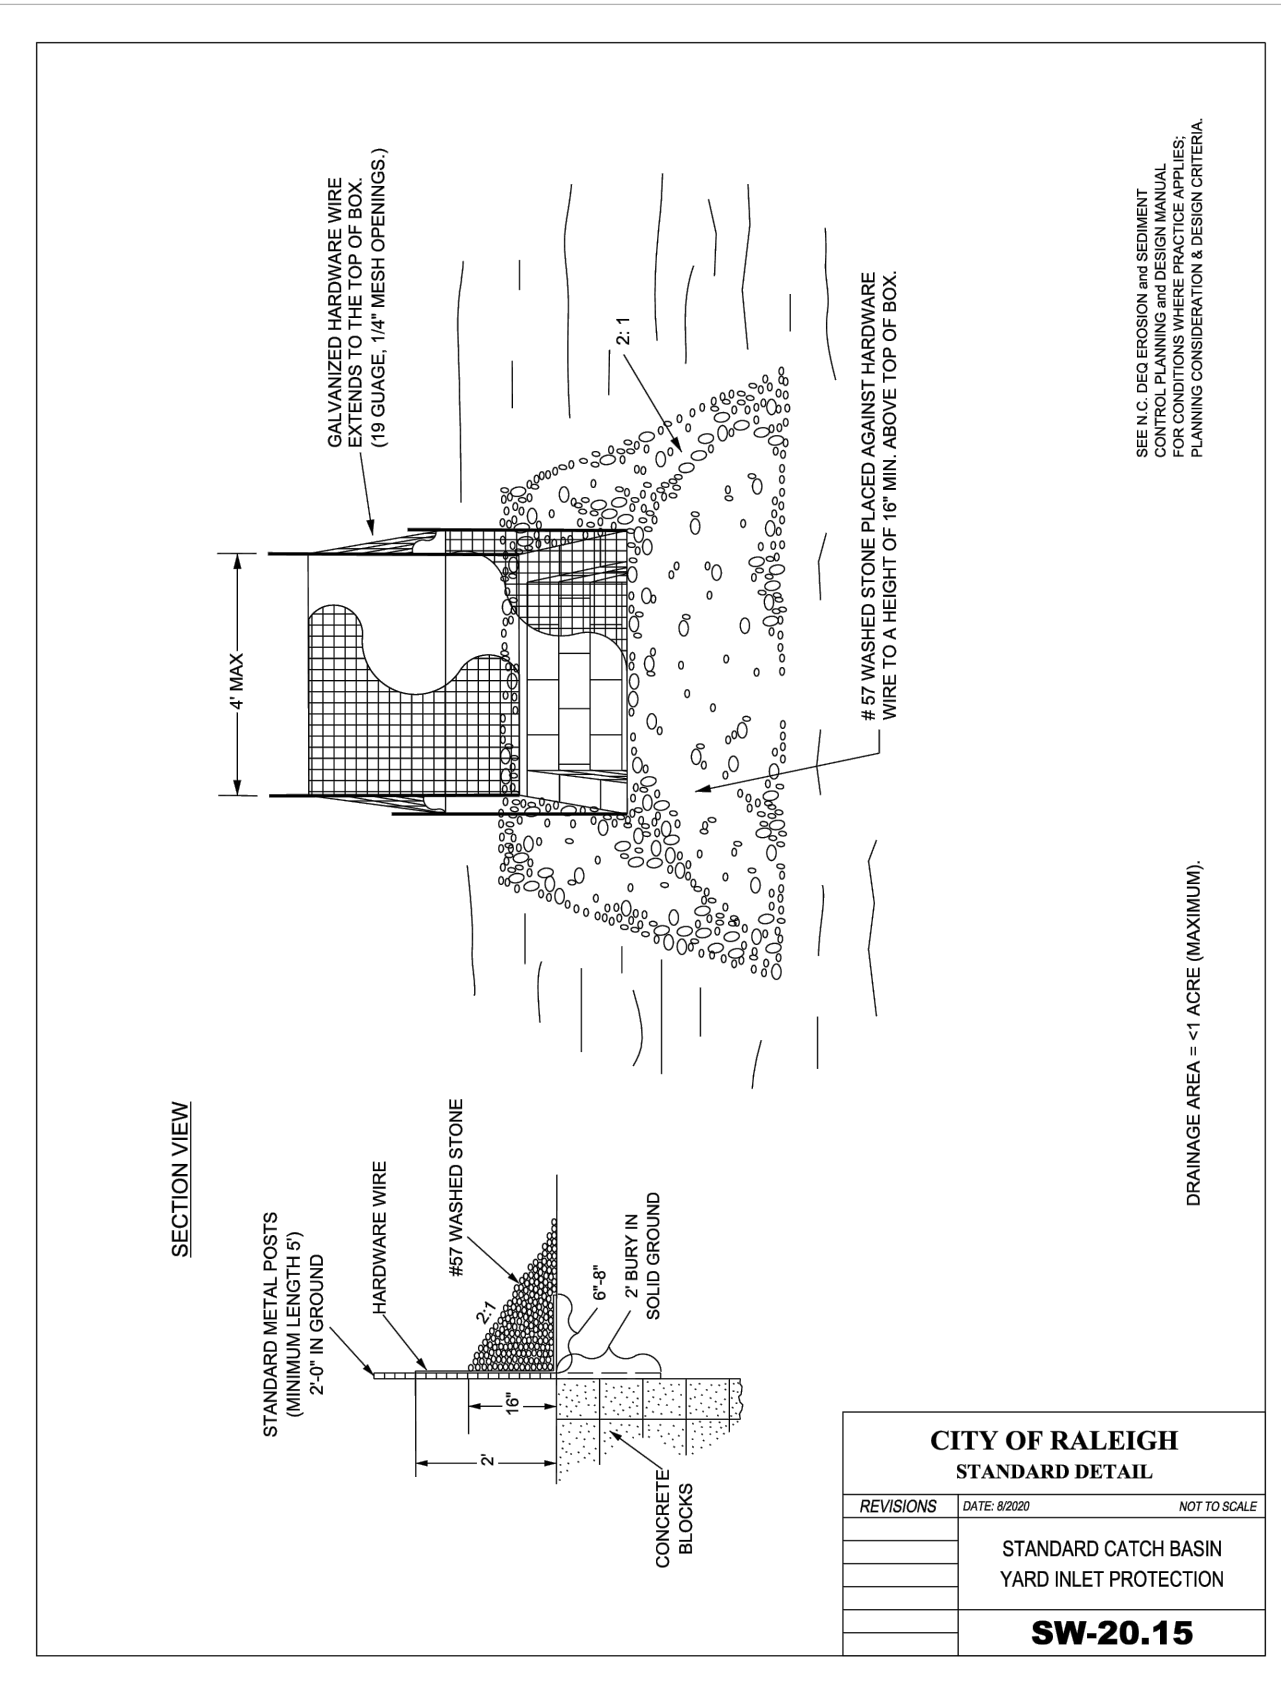 GALVANIZED HARDWARE WIRE
EXTENDS TO THE TOP OF BOX.
(19 GUAGE, 1/4" MESH OPENINGS.)
4' MAX
2: 1
# 57 WASHED STONE PLACED AGAINST HARDWARE
WIRE TO A HEIGHT OF 16" MIN. ABOVE TOP OF BOX.
SEE N.C. DEQ EROSION and SEDIMENT
CONTROL PLANNING and DESIGN MANUAL
FOR CONDITIONS WHERE PRACTICE APPLIES;
PLANNING CONSIDERATION & DESIGN CRITERIA.
SECTION VIEW
STANDARD METAL POSTS
(MINIMUM LENGTH 5')
2'-0" IN GROUND
HARDWARE WIRE
#57 WASHED STONE
2:1
6"-8"
2' BURY IN
SOLID GROUND
16"
2'
CONCRETE
BLOCKS
DRAINAGE AREA = <1 ACRE (MAXIMUM).
CITY OF RALEIGH
STANDARD DETAIL
REVISIONS
DATE: 8/2020
NOT TO SCALE
STANDARD CATCH BASIN
YARD INLET PROTECTION
SW-20.15